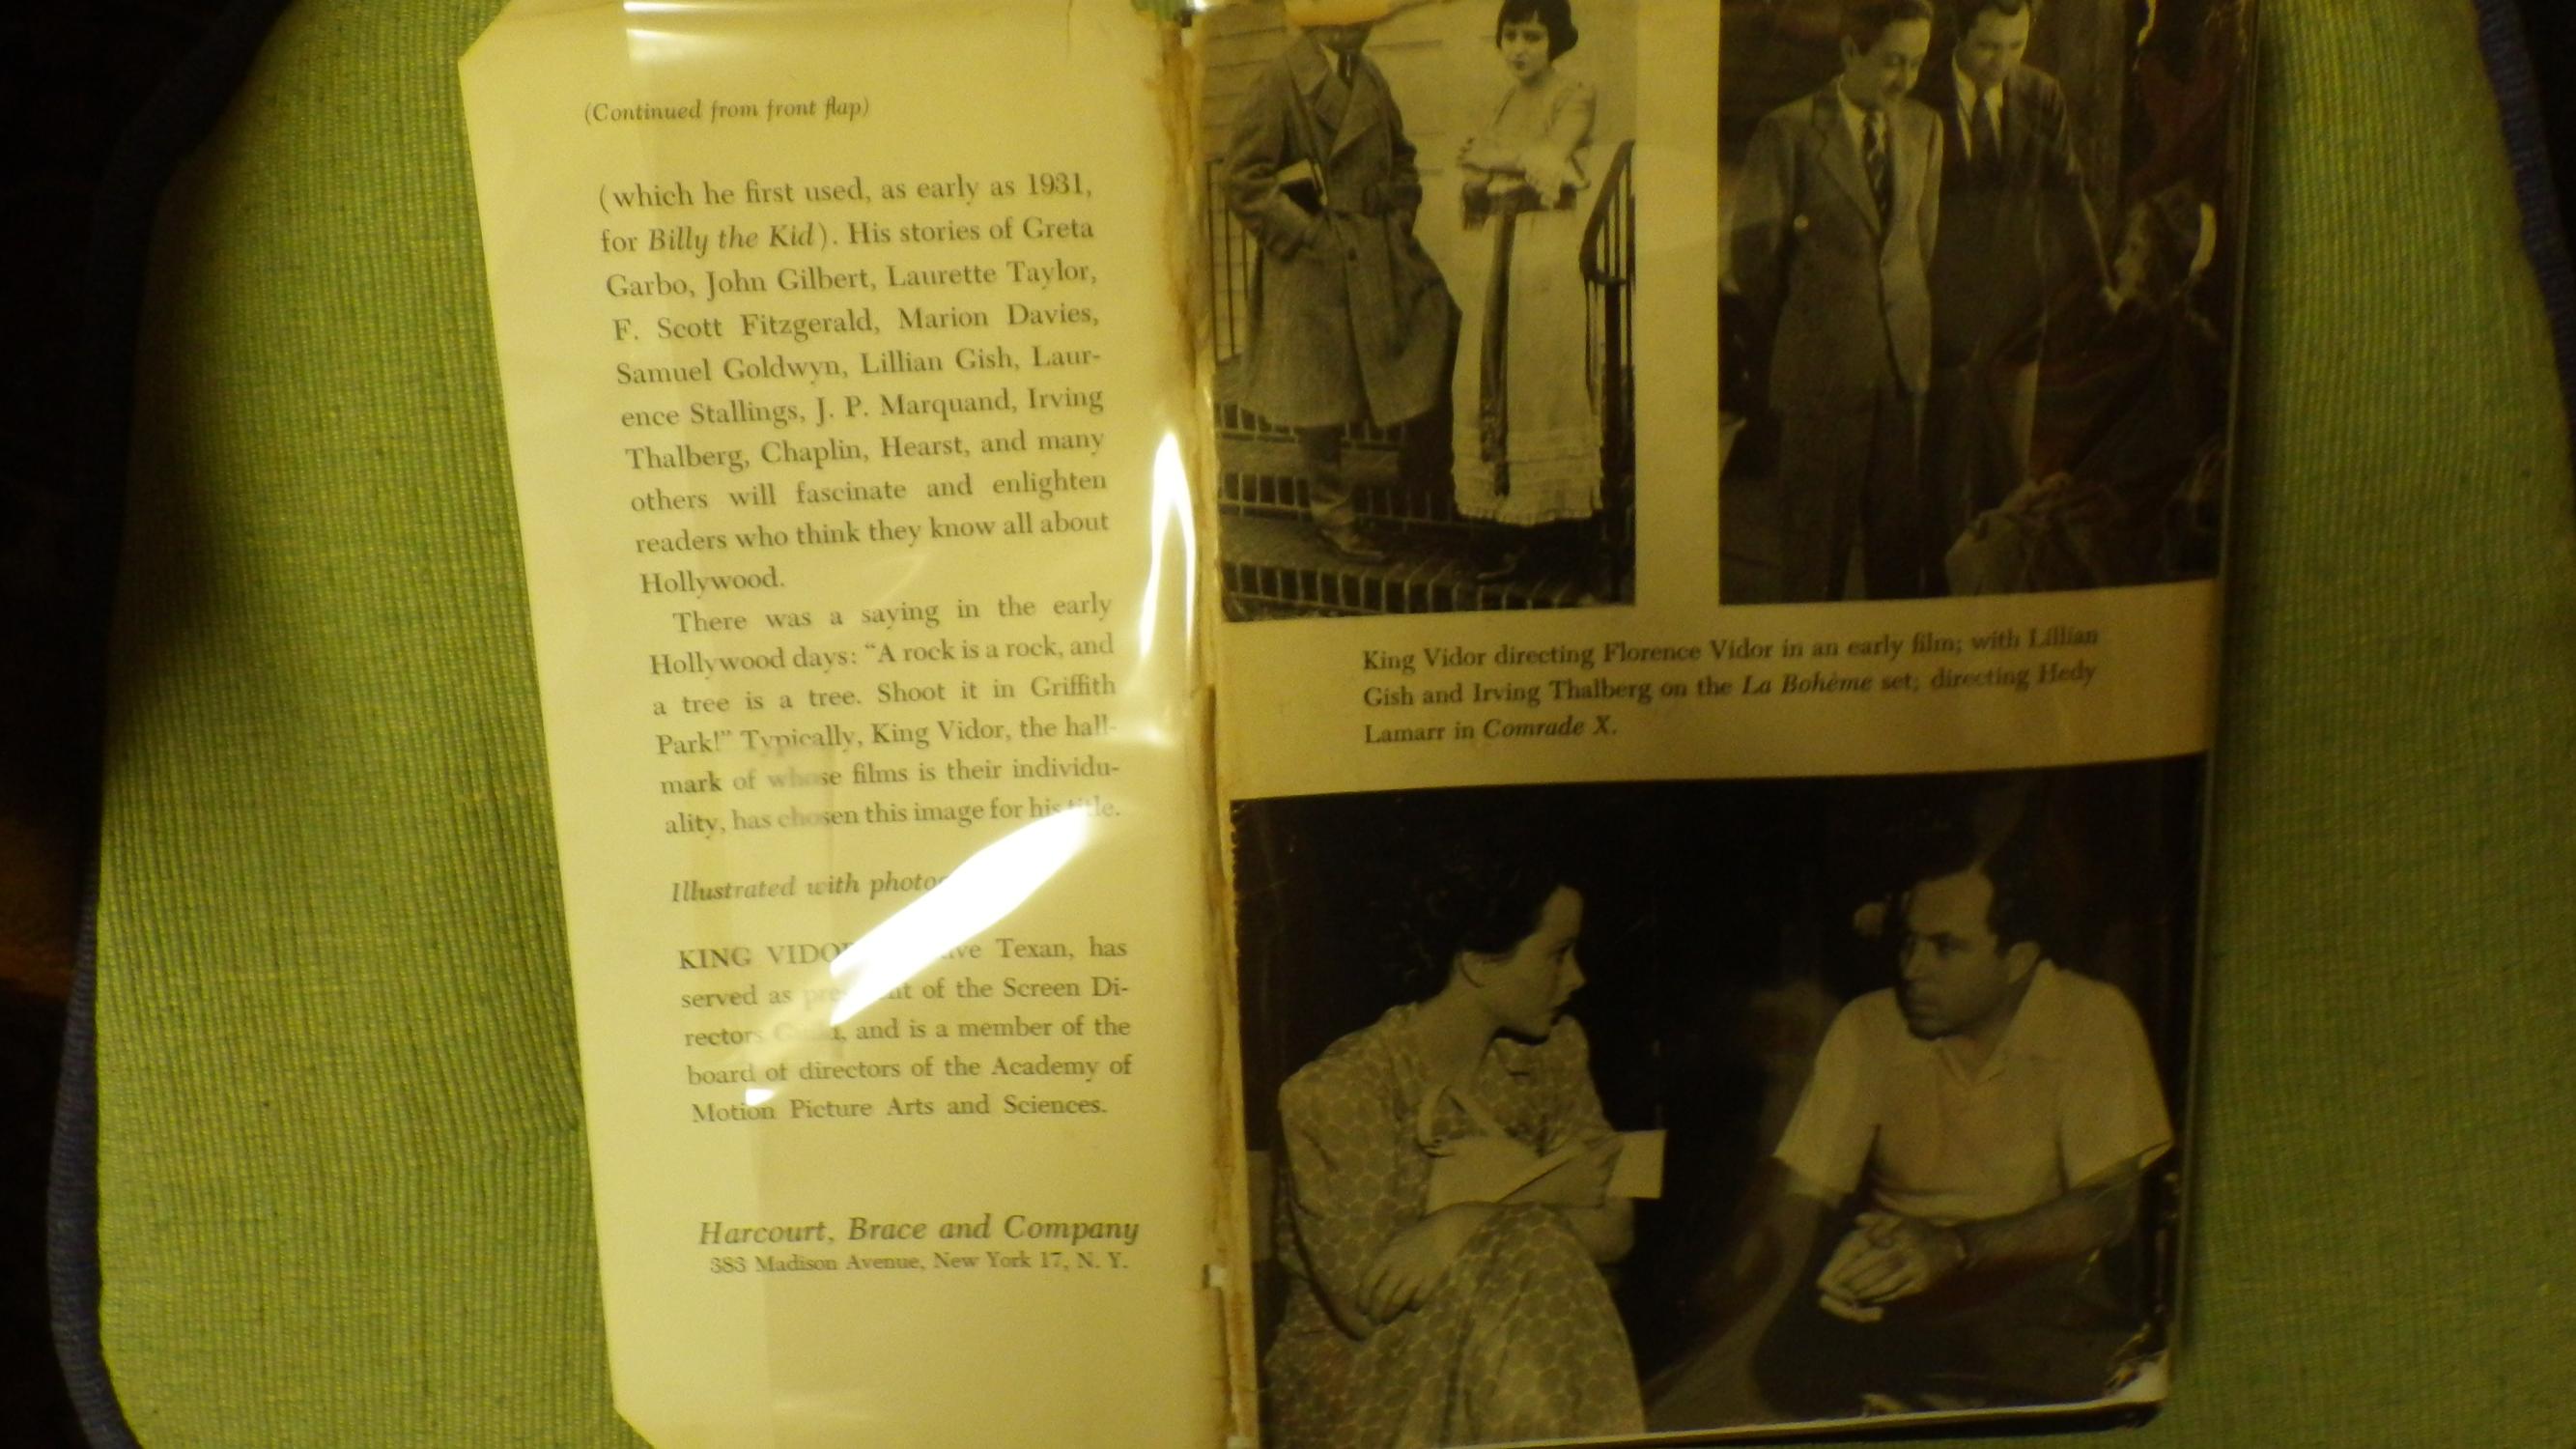 (Continued from front flap)
(which he first used, as early as 1931,
for Billy the Kid). His stories of Greta
Garbo, John Gilbert, Laurette Taylor,
F. Scott Fitzgerald, Marion Davies,
Samuel Goldwyn, Lillian Gish, Laur-
ence Stallings, J. P. Marquand, Irving
Thalberg, Chaplin, Hearst, and many
others will fascinate and enlighten
readers who think they know all about
Hollywood.
There was a saying in the early
Hollywood days: “A rock is a rock, and
a tree is a tree. Shoot it in Griffith
Park!” Typically, King Vidor, the hall-
mark of whose films is their individu-
ality, has chosen this image for his title.
Illustrated with
KING Texan, has
served as of the Screen Di-
rectors and is a member of the
board of directors of the Academy of
Motion Picture Arts and Sciences.
Harcourt, Brace and Company
383 Madison Avenue, New York 17, N. Y.
King Vidor directing Florence Vidor in an early film; with Lillian
Gish and Irving Thalberg on the La Bohème set; directing Hedy
Lamarr in Comrade X.